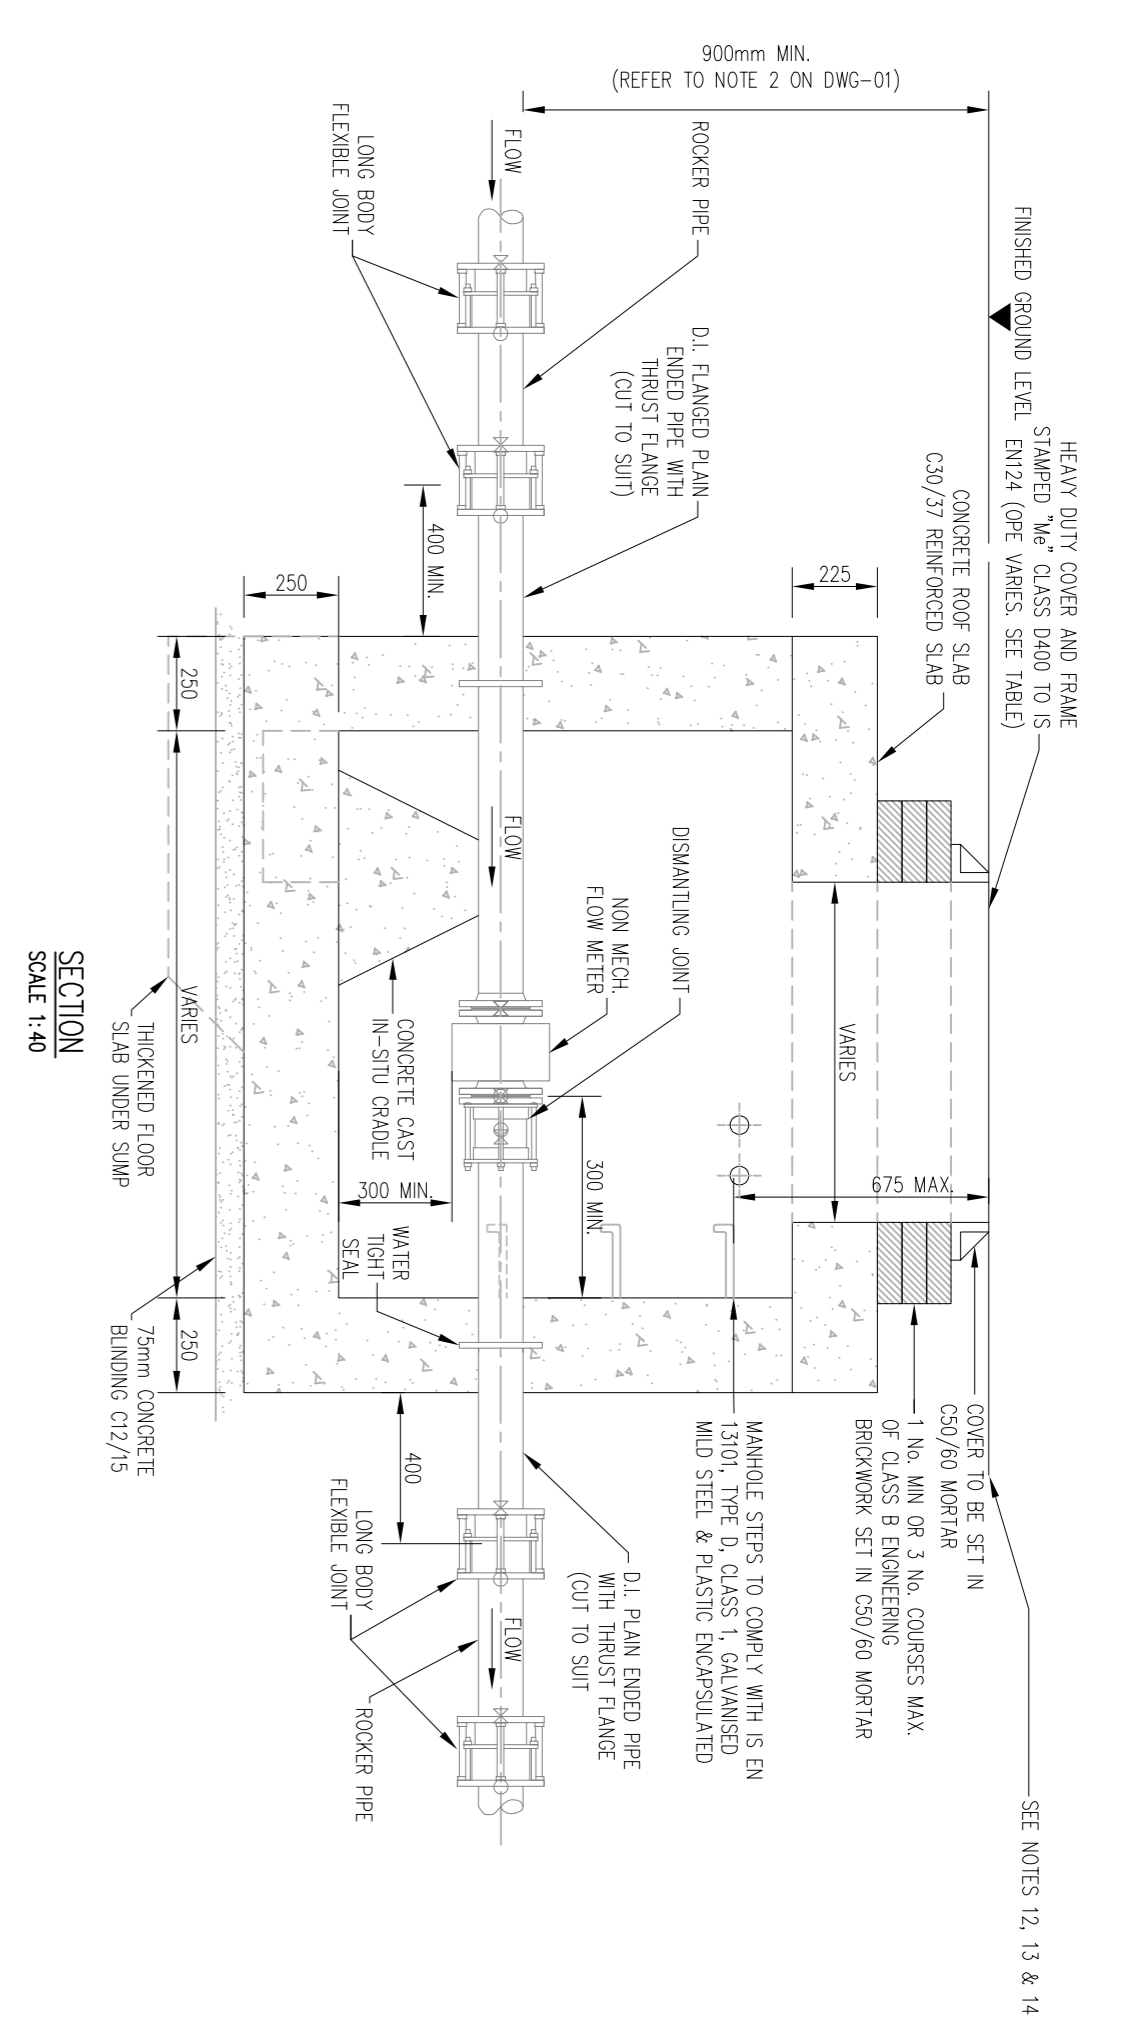 900mm MIN.
(REFER TO NOTE 2 ON DWG-01)
FINISHED GROUND LEVEL
HEAVY DUTY COVER AND FRAME
STAMPED "Me" CLASS D400 TO IS
EN124 (OPE VARIES. SEE TABLE)
CONCRETE ROOF SLAB
C30/37 REINFORCED SLAB
SEE NOTES 12, 13 & 14
COVER TO BE SET IN
C50/60 MORTAR
1 No. MIN OR 3 No. COURSES MAX.
OF CLASS B ENGINEERING
BRICKWORK SET IN C50/60 MORTAR
MANHOLE STEPS TO COMPLY WITH IS EN
13101, TYPE D, CLASS 1, GALVANISED
MILD STEEL & PLASTIC ENCAPSULATED
675 MAX.
VARIES
225
ROCKER PIPE
D.I. FLANGED PLAIN
ENDED PIPE WITH
THRUST FLANGE
(CUT TO SUIT)
DISMANTLING JOINT
NON MECH.
FLOW METER
300 MIN.
D.I. PLAIN ENDED PIPE
WITH THRUST FLANGE
(CUT TO SUIT
FLOW
FLOW
FLOW
LONG BODY
FLEXIBLE JOINT
400 MIN.
CONCRETE CAST
IN-SITU CRADLE
300 MIN.
WATER
TIGHT
SEAL
400
LONG BODY
FLEXIBLE JOINT
ROCKER PIPE
250
250
VARIES
250
THICKENED FLOOR
SLAB UNDER SUMP
75mm CONCRETE
BLINDING C12/15
SECTION
SCALE 1:40